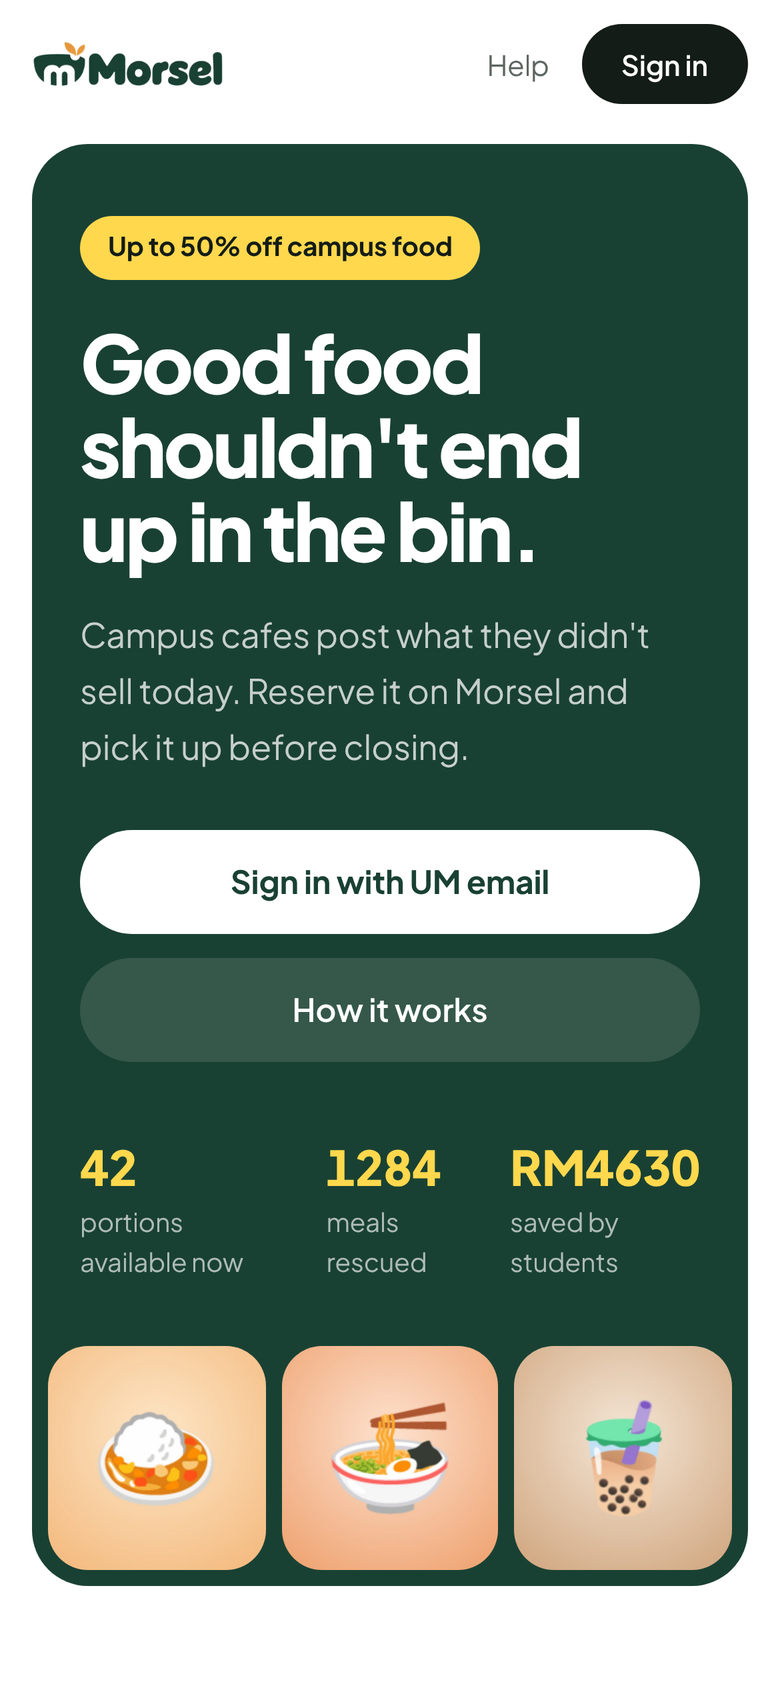 Morsel
Help
Sign in
Up to 50% off campus food
Good food
shouldn't end
up in the bin.
Campus cafes post what they didn't
sell today. Reserve it on Morsel and
pick it up before closing.
Sign in with UM email
How it works
42
portions
available now
1284
meals
rescued
RM4630
saved by
students